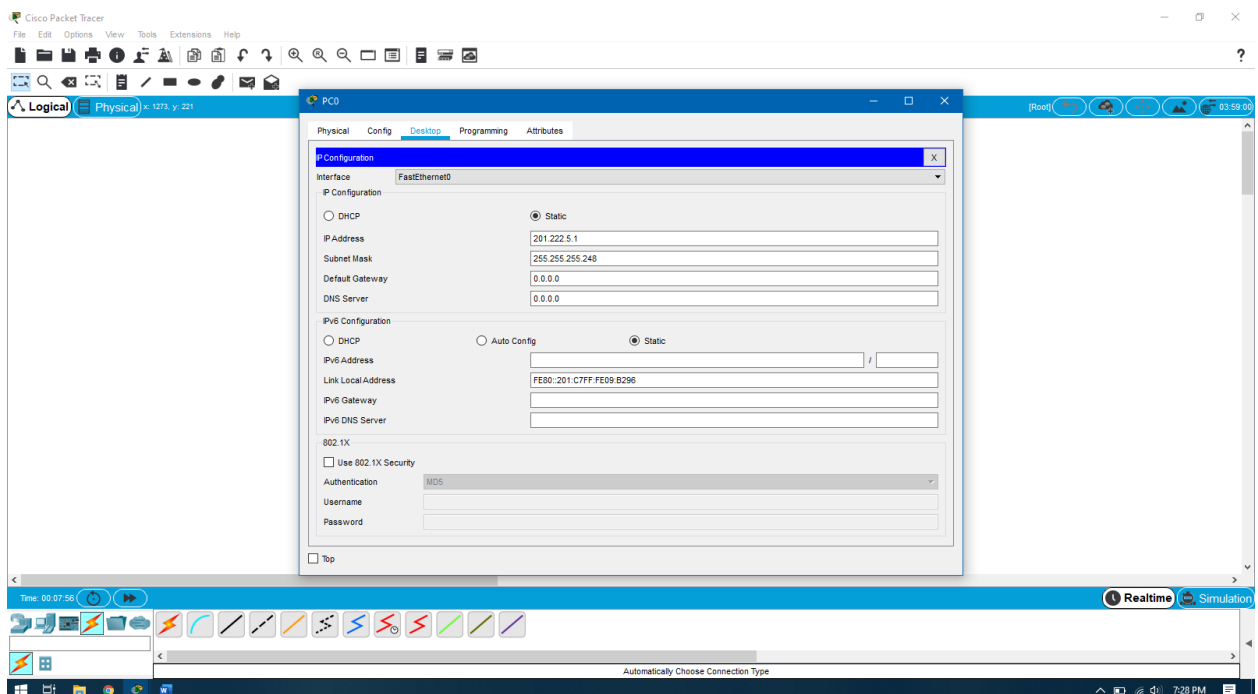 Cisco Packet Tracer
File Edit Options View Tools Extensions Help
?
Logical Physical x: 1273, y: 221 [Root] 03:59:00
PC0
Physical Config Desktop Programming Attributes
IP Configuration X
Interface FastEthernet0
IP Configuration
DHCP Static
IP Address 201.222.5.1
Subnet Mask 255.255.255.248
Default Gateway 0.0.0.0
DNS Server 0.0.0.0
IPv6 Configuration
DHCP Auto Config Static
IPv6 Address /
Link Local Address FE80::201:C7FF:FE09:B296
IPv6 Gateway
IPv6 DNS Server
802.1X
Use 802.1X Security
Authentication MD5
Username
Password
Top
Time: 00:07:56 Realtime Simulation
Automatically Choose Connection Type
7:28 PM